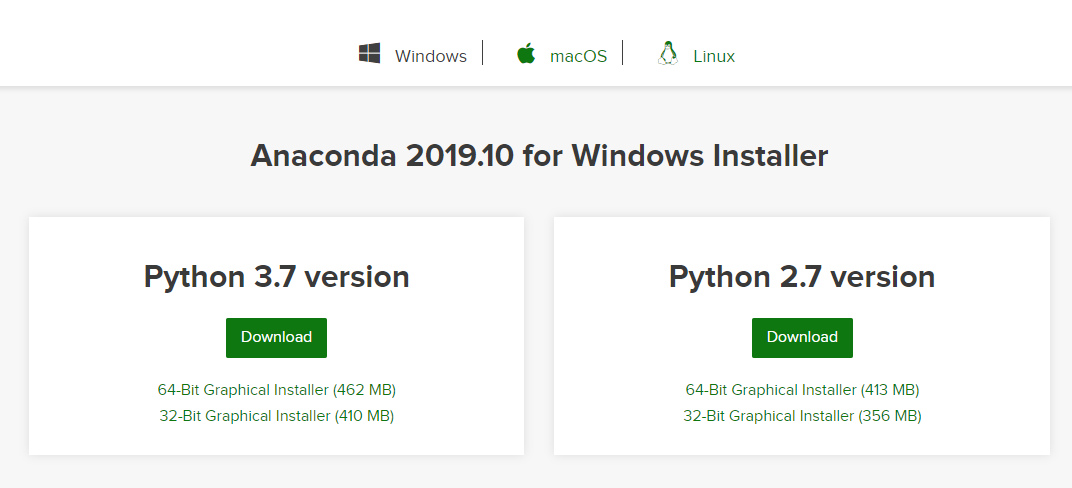 Windows macOS Linux
Anaconda 2019.10 for Windows Installer
Python 3.7 version
Download
64-Bit Graphical Installer (462 MB)
32-Bit Graphical Installer (410 MB)
Python 2.7 version
Download
64-Bit Graphical Installer (413 MB)
32-Bit Graphical Installer (356 MB)